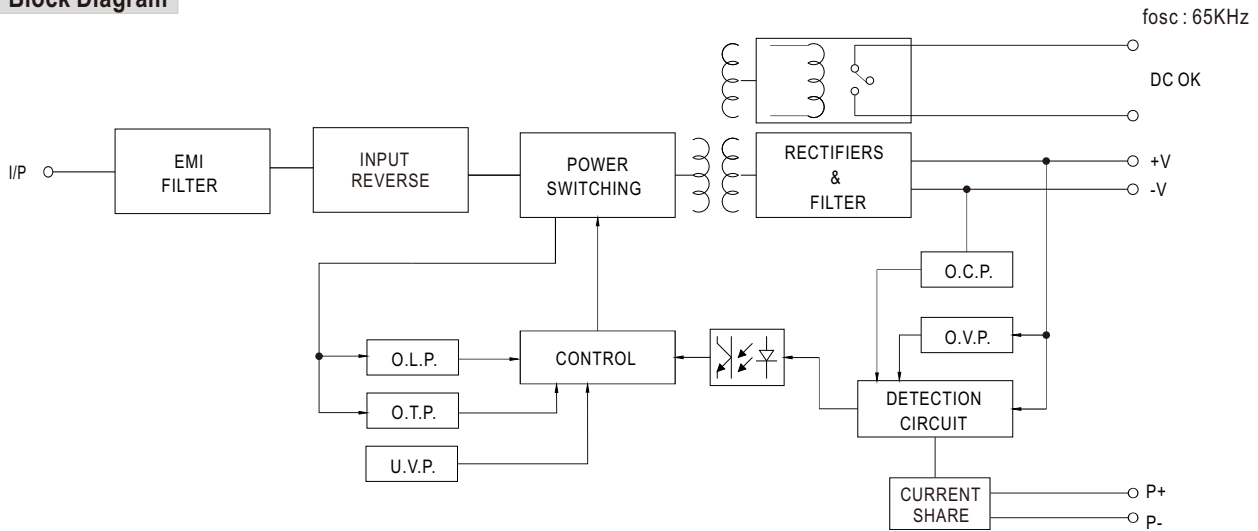 Block Diagram
fosc : 65KHz
DC OK
I/P
EMI
FILTER
INPUT
REVERSE
POWER
SWITCHING
RECTIFIERS
&
FILTER
+V
-V
O.C.P.
O.V.P.
O.L.P.
CONTROL
O.T.P.
DETECTION
CIRCUIT
U.V.P.
CURRENT
SHARE
P+
P-